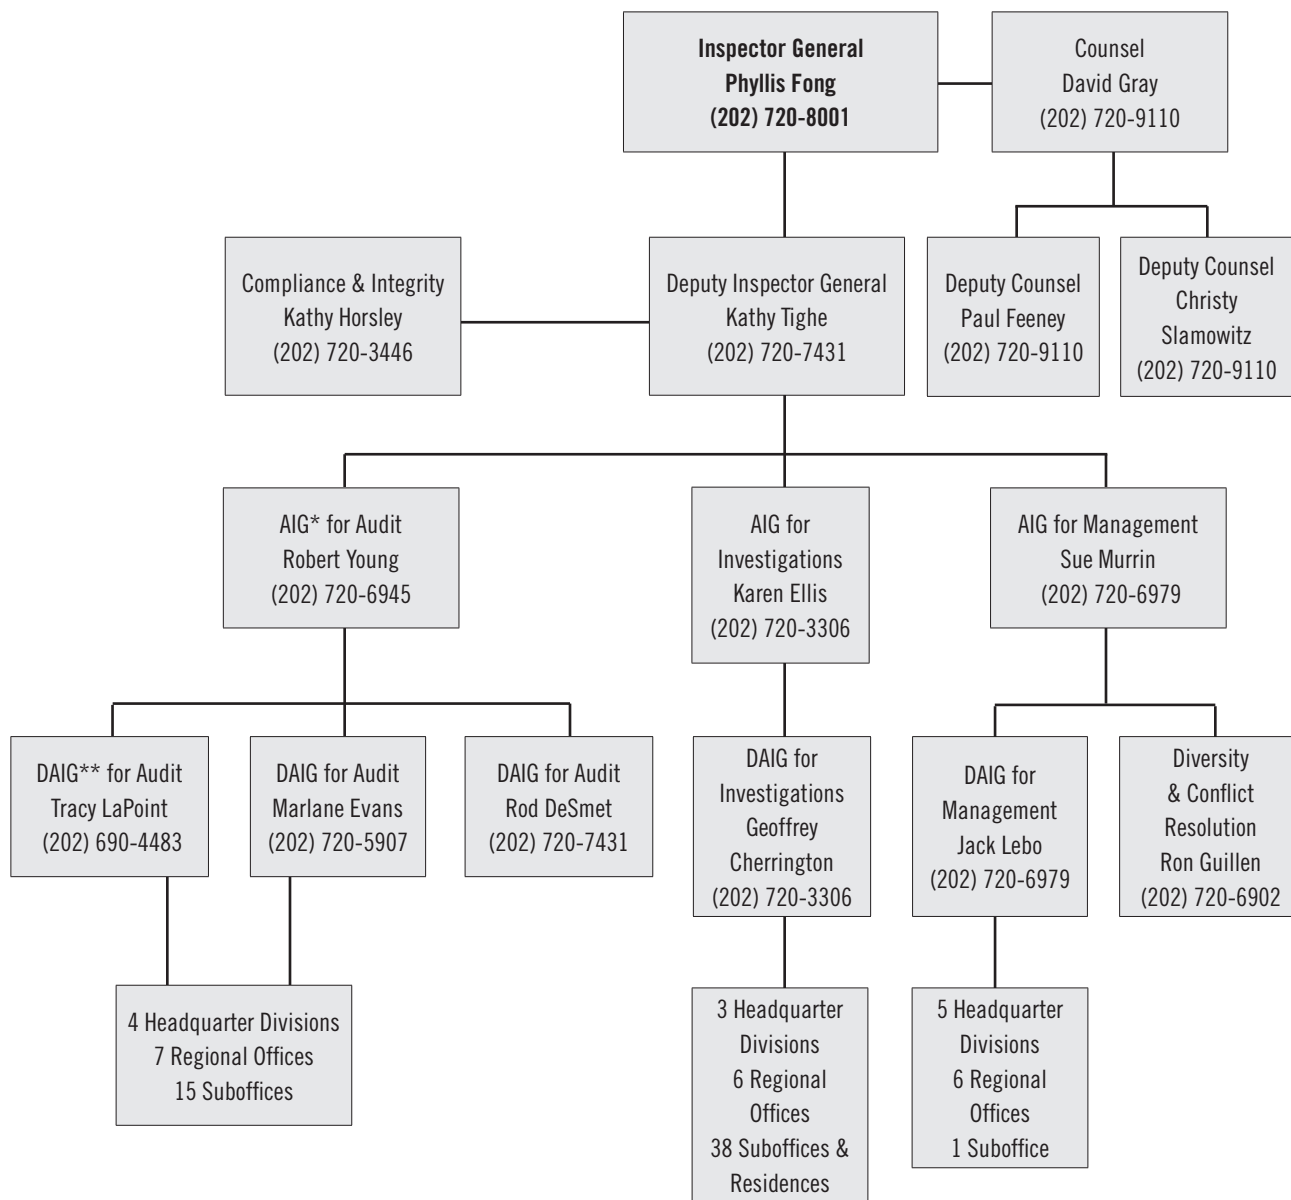 Inspector General
Phyllis Fong
(202) 720-8001
Counsel
David Gray
(202) 720-9110
Compliance & Integrity
Kathy Horsley
(202) 720-3446
Deputy Inspector General
Kathy Tighe
(202) 720-7431
Deputy Counsel
Paul Feeney
(202) 720-9110
Deputy Counsel
Christy
Slamowitz
(202) 720-9110
AIG* for Audit
Robert Young
(202) 720-6945
AIG for
Investigations
Karen Ellis
(202) 720-3306
AIG for Management
Sue Murrin
(202) 720-6979
DAIG** for Audit
Tracy LaPoint
(202) 690-4483
DAIG for Audit
Marlane Evans
(202) 720-5907
DAIG for Audit
Rod DeSmet
(202) 720-7431
DAIG for
Investigations
Geoffrey
Cherrington
(202) 720-3306
DAIG for
Management
Jack Lebo
(202) 720-6979
Diversity
& Conflict
Resolution
Ron Guillen
(202) 720-6902
4 Headquarter Divisions
7 Regional Offices
15 Suboffices
3 Headquarter
Divisions
6 Regional
Offices
38 Suboffices &
Residences
5 Headquarter
Divisions
6 Regional
Offices
1 Suboffice